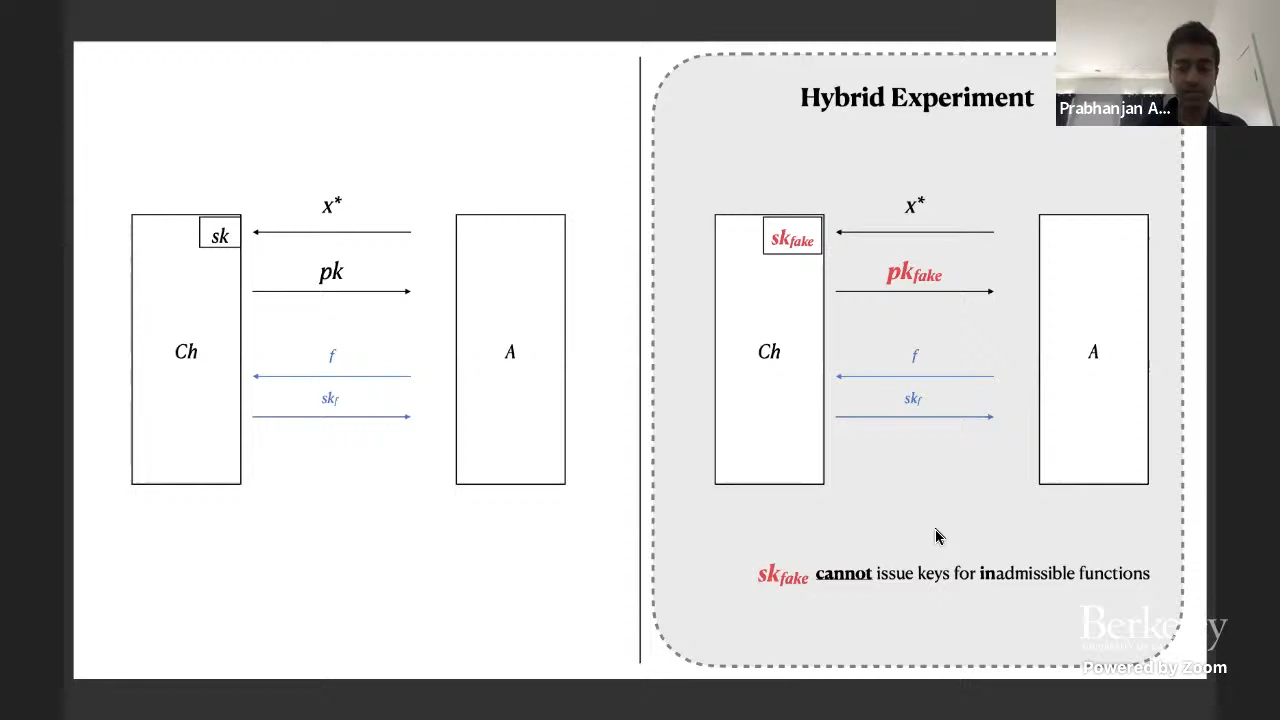 Hybrid Experiment
Prabhanjan A...
x*
sk
pk
Ch
A
f
skf
x*
skfake
pkfake
Ch
A
f
skf
skfake cannot issue keys for inadmissible functions
Berkeley
Powered by Zoom